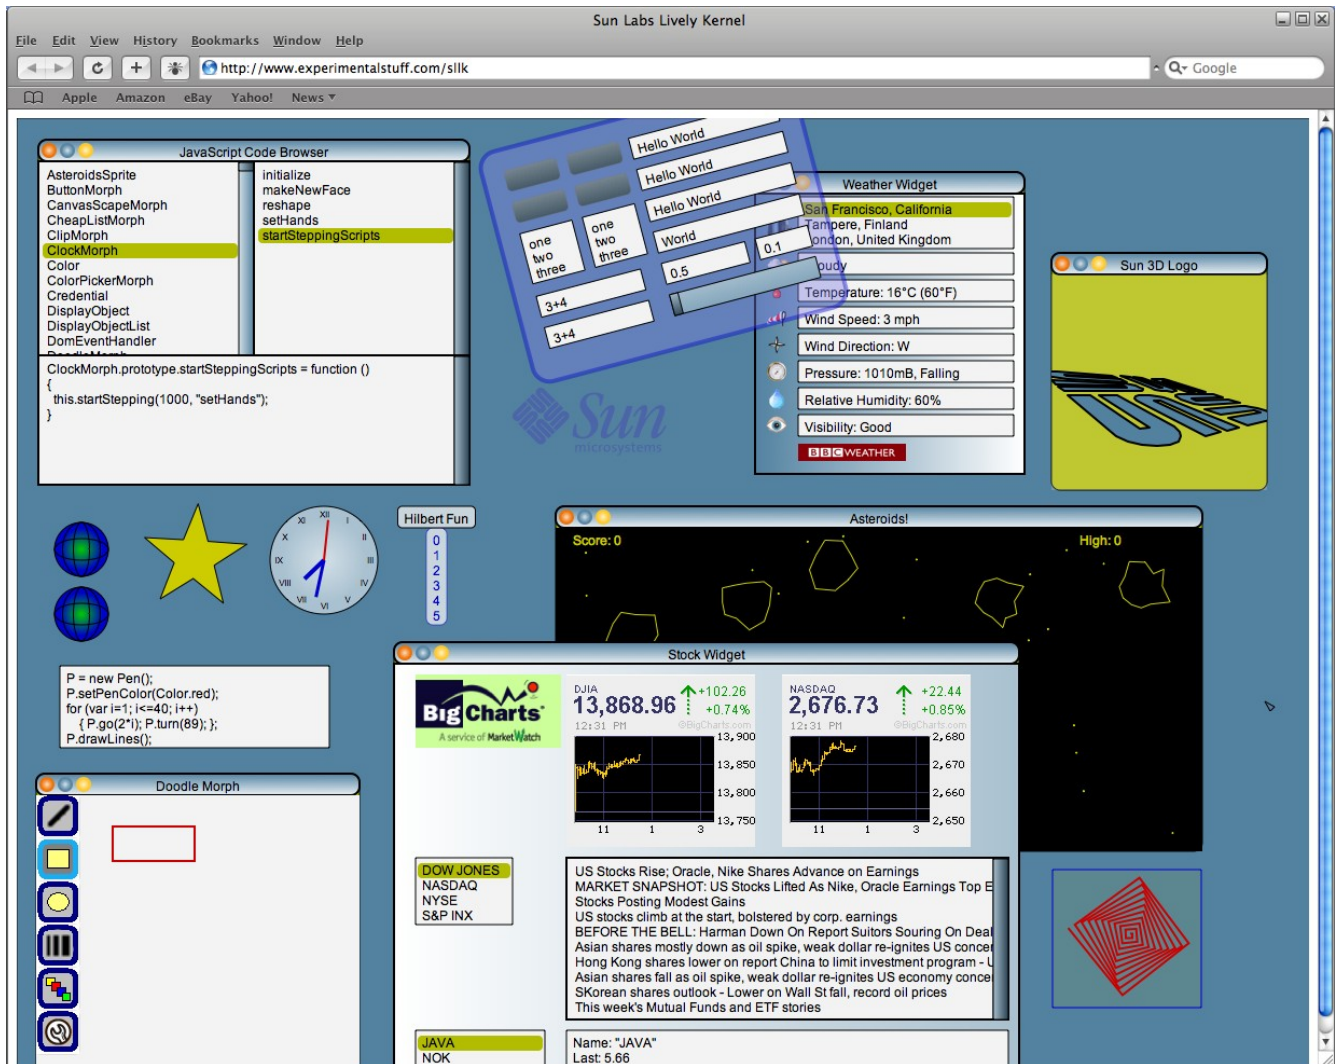 Sun Labs Lively Kernel
File Edit View History Bookmarks Window Help
http://www.experimentalstuff.com/sllk
Google
Apple Amazon eBay Yahoo! News
JavaScript Code Browser
AsteroidsSprite
ButtonMorph
CanvasScapeMorph
CheapListMorph
ClipMorph
ClockMorph
Color
ColorPickerMorph
Credential
DisplayObject
DisplayObjectList
DomEventHandler
initialize
makeNewFace
reshape
setHands
startSteppingScripts
ClockMorph.prototype.startSteppingScripts = function ()
{
this.startStepping(1000, "setHands");
}
Hello World
Hello World
Hello World
World
one
two
three
one
two
three
0.5
0.1
3+4
3+4
Sun
microsystems
Weather Widget
San Francisco, California
Tampere, Finland
London, United Kingdom
Cloudy
Temperature: 16°C (60°F)
Wind Speed: 3 mph
Wind Direction: W
Pressure: 1010mB, Falling
Relative Humidity: 60%
Visibility: Good
BBC WEATHER
Sun 3D Logo
XII
I
II
III
IV
V
VI
VII
VIII
IX
X
XI
Hilbert Fun
0
1
2
3
4
5
Asteroids!
Score: 0
High: 0
P = new Pen();
P.setPenColor(Color.red);
for (var i=1; i<=40; i++)
{ P.go(2*i); P.turn(89); };
P.drawLines();
Doodle Morph
Stock Widget
BigCharts
A service of MarketWatch
DJIA
13,868.96
+102.26
+0.74%
12:31 PM ©BigCharts.com
13,900
13,850
13,800
13,750
11 1 3
NASDAQ
2,676.73
+22.44
+0.85%
12:31 PM ©BigCharts.com
2,680
2,670
2,660
2,650
11 1 3
DOW JONES
NASDAQ
NYSE
S&P INX
US Stocks Rise; Oracle, Nike Shares Advance on Earnings
MARKET SNAPSHOT: US Stocks Lifted As Nike, Oracle Earnings Top E
Stocks Posting Modest Gains
US stocks climb at the start, bolstered by corp. earnings
BEFORE THE BELL: Harman Down On Report Suitors Souring On Deal
Asian shares mostly down as oil spike, weak dollar re-ignites US concer
Hong Kong shares lower on report China to limit investment program - U
Asian shares fall as oil spike, weak dollar re-ignites US economy concer
SKorean shares outlook - Lower on Wall St fall, record oil prices
This week's Mutual Funds and ETF stories
JAVA
NOK
Name: "JAVA"
Last: 5.66